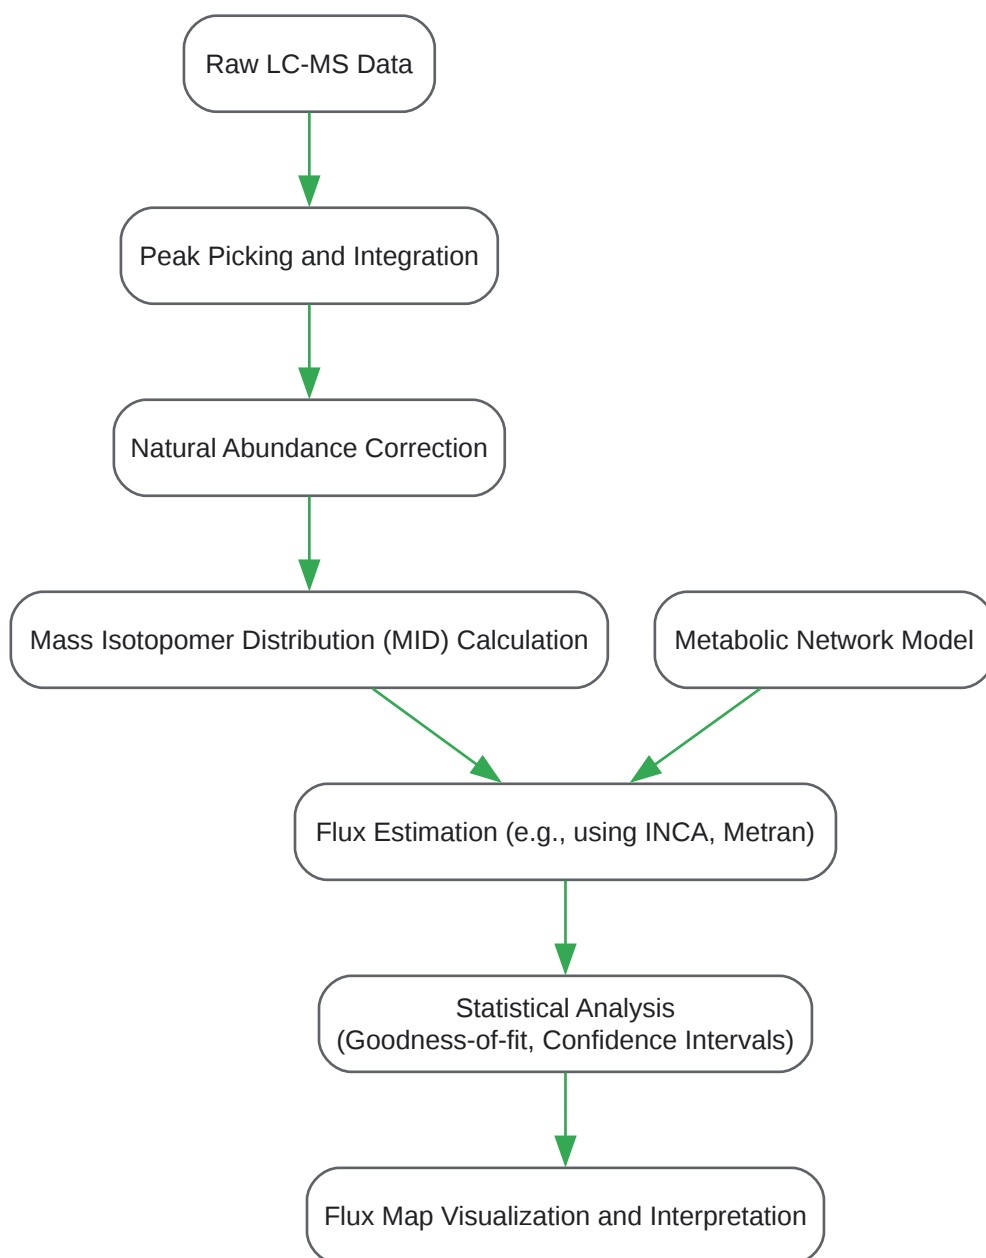 Raw LC-MS Data
Peak Picking and Integration
Natural Abundance Correction
Mass Isotopomer Distribution (MID) Calculation
Metabolic Network Model
Flux Estimation (e.g., using INCA, Metran)
Statistical Analysis
(Goodness-of-fit, Confidence Intervals)
Flux Map Visualization and Interpretation